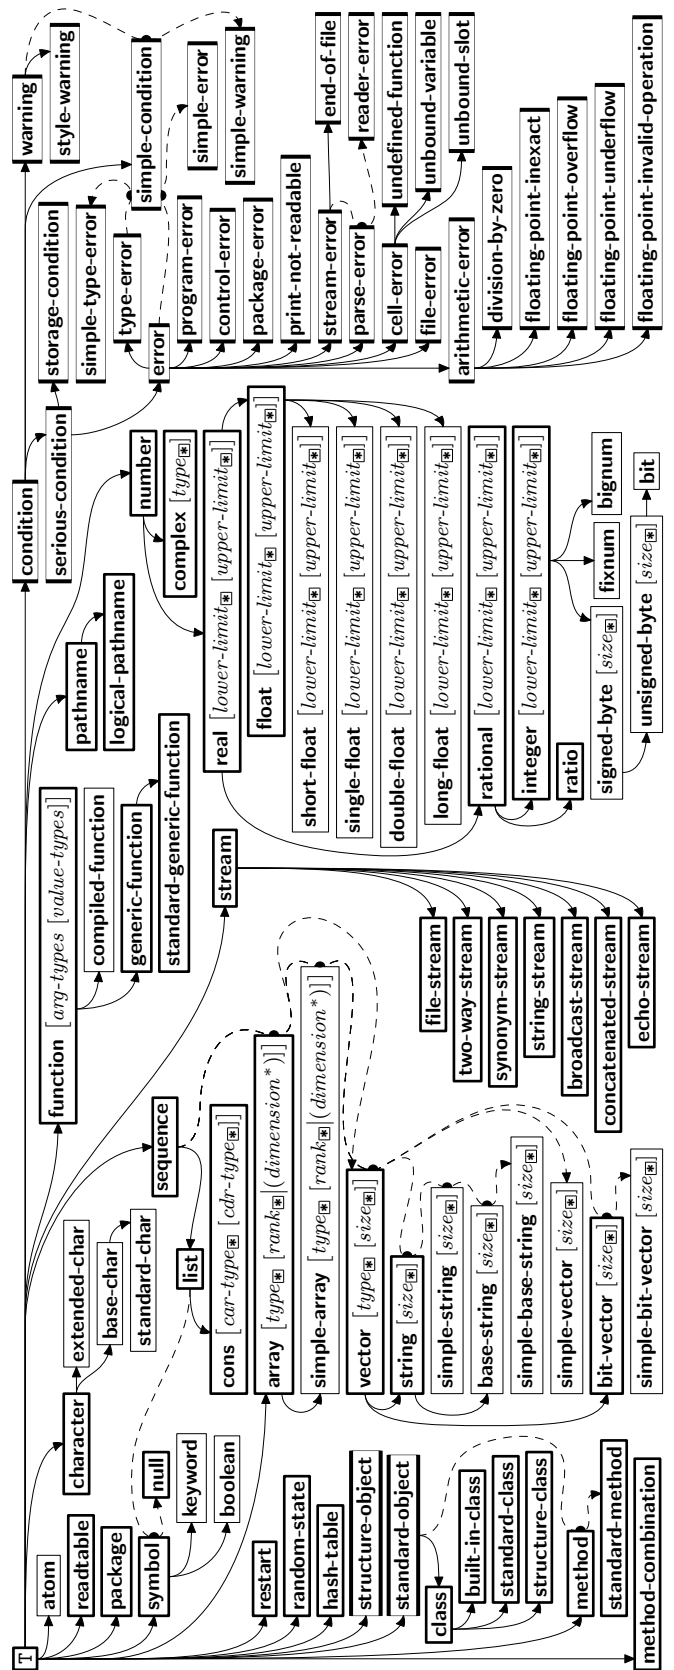 T
atom
readtable
package
symbol
null
keyword
boolean
restart
random-state
hash-table
structure-object
standard-object
class
built-in-class
standard-class
structure-class
method
standard-method
method-combination
character
extended-char
base-char
standard-char
sequence
list
cons [car-type* [cdr-type*]]
array [type* [rank*|(dimension*)]]
simple-array [type* [rank*|(dimension*)]]
vector [type* [size*]]
string [size*]
simple-string [size*]
base-string [size*]
simple-base-string [size*]
simple-vector [size*]
bit-vector [size*]
simple-bit-vector [size*]
function [arg-types [value-types]]
compiled-function
generic-function
standard-generic-function
stream
file-stream
two-way-stream
synonym-stream
string-stream
broadcast-stream
concatenated-stream
echo-stream
pathname
logical-pathname
number
complex [type*]
real [lower-limit* [upper-limit*]]
float [lower-limit* [upper-limit*]]
short-float [lower-limit* [upper-limit*]]
single-float [lower-limit* [upper-limit*]]
double-float [lower-limit* [upper-limit*]]
long-float [lower-limit* [upper-limit*]]
rational [lower-limit* [upper-limit*]]
integer [lower-limit* [upper-limit*]]
ratio
signed-byte [size*]
fixnum
bignum
unsigned-byte [size*]
bit
condition
serious-condition
storage-condition
simple-type-error
type-error
error
program-error
control-error
package-error
print-not-readable
stream-error
parse-error
cell-error
file-error
arithmetic-error
division-by-zero
floating-point-inexact
floating-point-overflow
floating-point-underflow
floating-point-invalid-operation
warning
style-warning
simple-condition
simple-error
simple-warning
end-of-file
reader-error
undefined-function
unbound-variable
unbound-slot